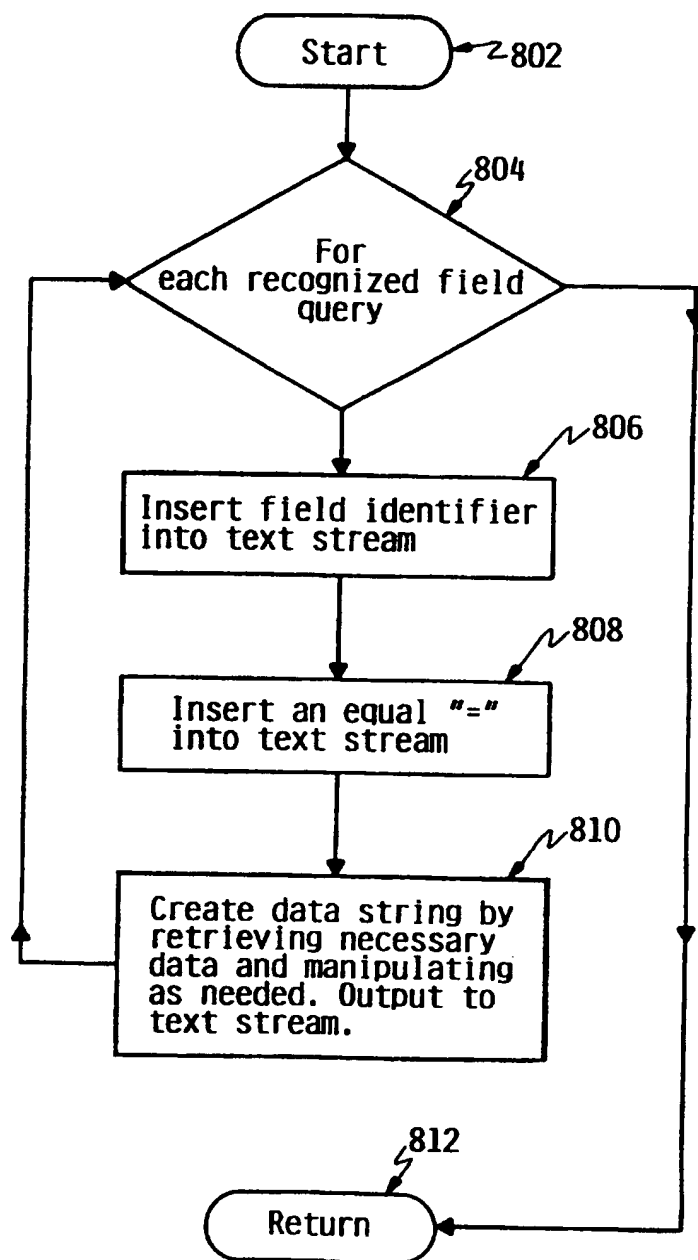 Start
802
804
For
each recognized field
query
806
Insert field identifier
into text stream
808
Insert an equal "="
into text stream
810
Create data string by
retrieving necessary
data and manipulating
as needed. Output to
text stream.
812
Return